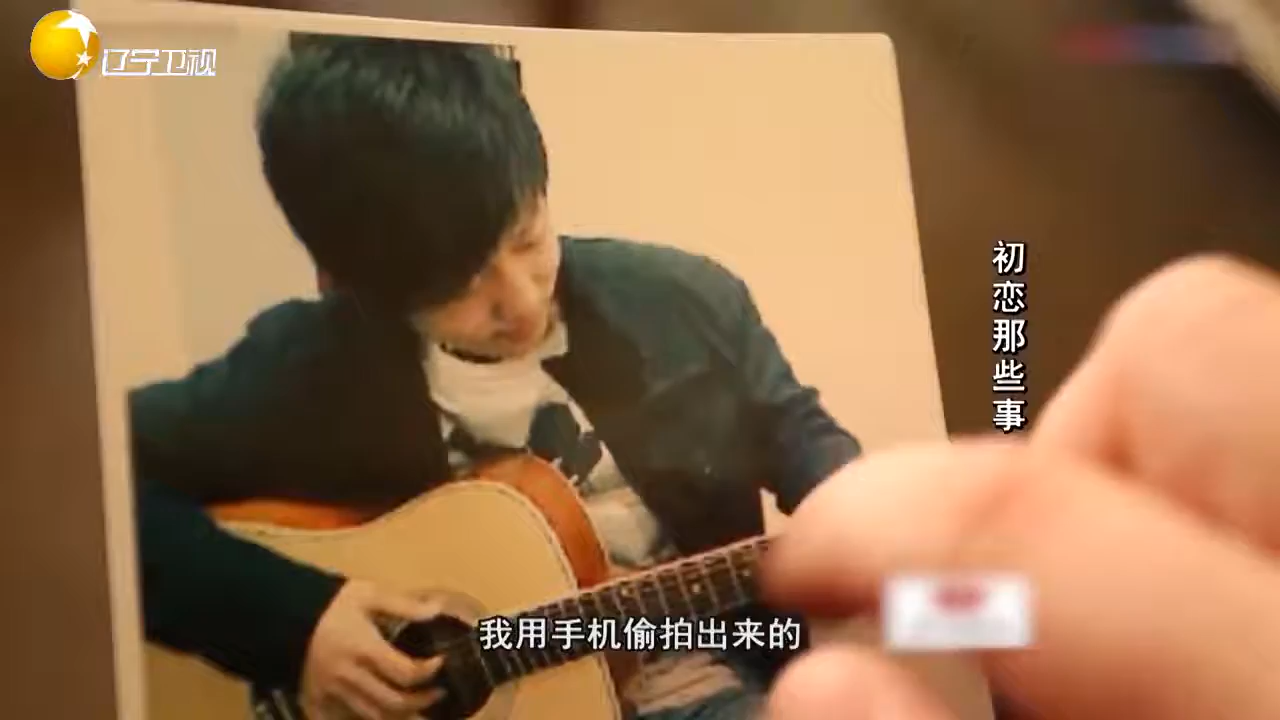 辽宁卫视
初恋那些事
我用手机偷拍出来的